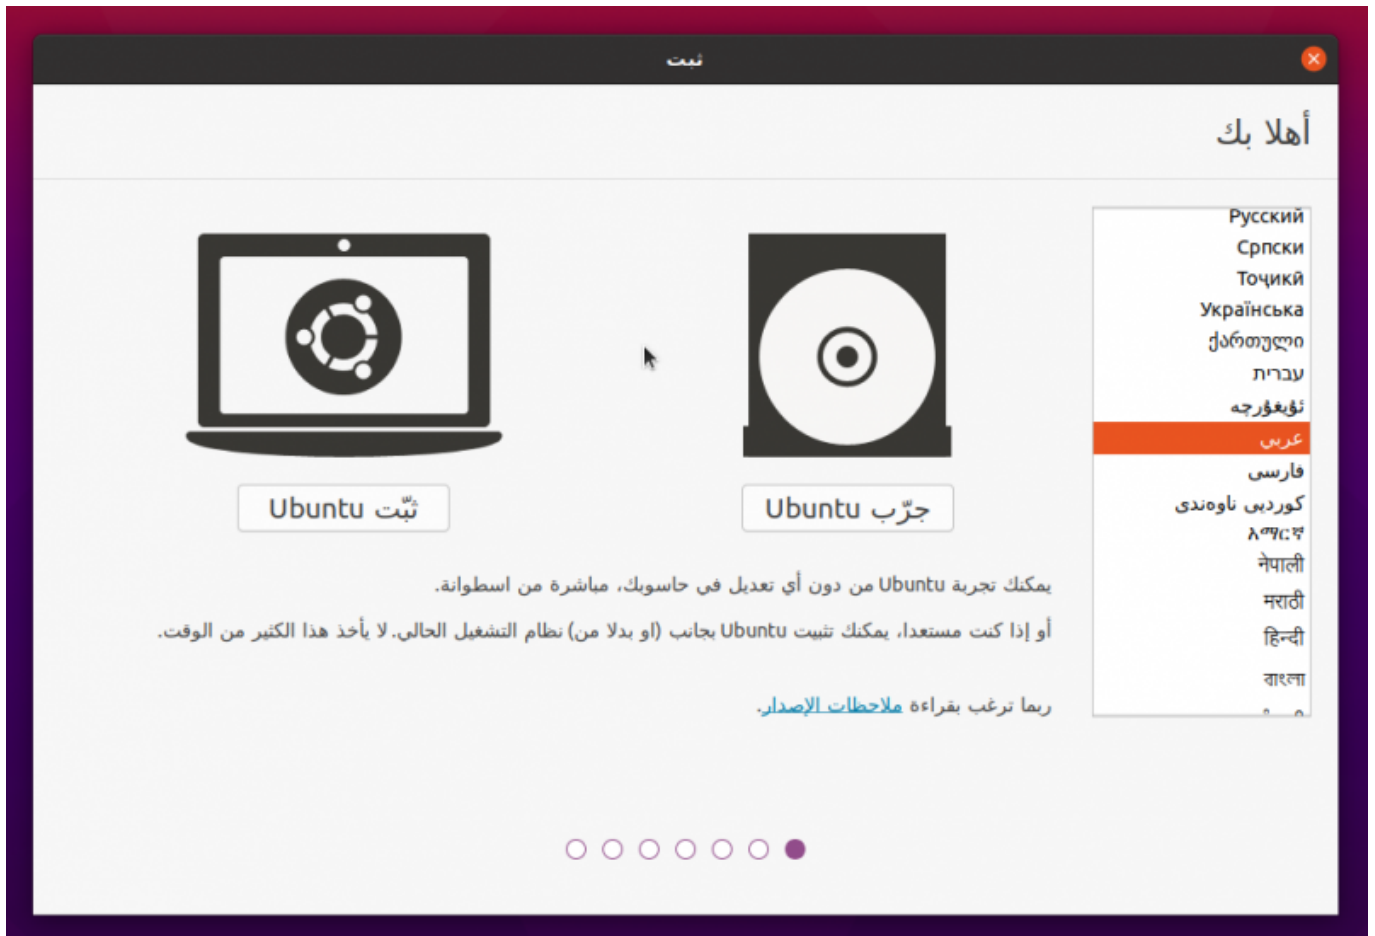 ثبت
أهلا بك
Русский
Српски
Тоҷикӣ
Українська
ქართული
עברית
ئۇيغۇرچە
عربي
فارسی
کوردیی ناوەندی
አማርኛ
नेपाली
मराठी
हिन्दी
বাংলা
جرّب Ubuntu
ثبّت Ubuntu
يمكنك تجربة Ubuntu من دون أي تعديل في حاسوبك، مباشرة من اسطوانة.
أو إذا كنت مستعدا، يمكنك تثبيت Ubuntu بجانب (او بدلا من) نظام التشغيل الحالي. لا يأخذ هذا الكثير من الوقت.
ربما ترغب بقراءة ملاحظات الإصدار.